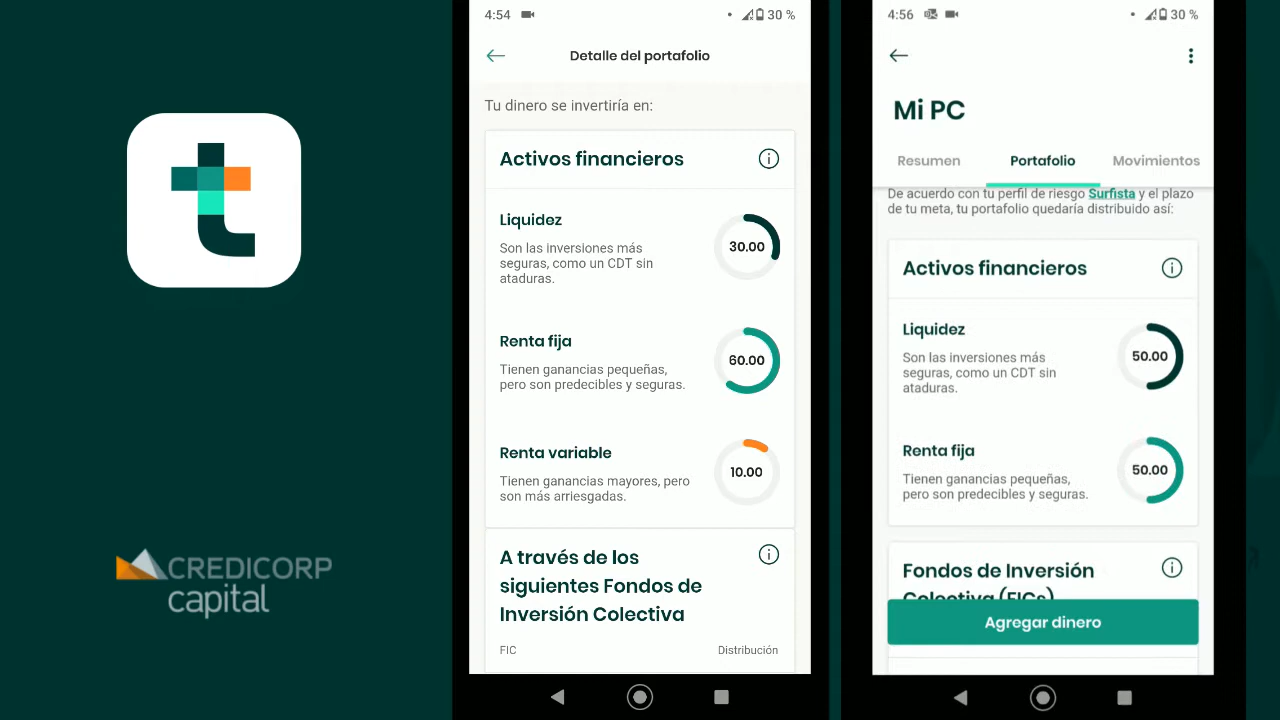 t
CREDICORP
capital
4:54
30 %
Detalle del portafolio
Tu dinero se invertiría en:
Activos financieros
Liquidez
Son las inversiones más
seguras, como un CDT sin
ataduras.
30.00
Renta fija
Tienen ganancias pequeñas,
pero son predecibles y seguras.
60.00
Renta variable
Tienen ganancias mayores, pero
son más arriesgadas.
10.00
A través de los
siguientes Fondos de
Inversión Colectiva
FIC
Distribución
4:56
30 %
Mi PC
Resumen
Portafolio
Movimientos
De acuerdo con tu perfil de riesgo Surfista y el plazo
de tu meta, tu portafolio quedaría distribuido así:
Activos financieros
Liquidez
Son las inversiones más
seguras, como un CDT sin
ataduras.
50.00
Renta fija
Tienen ganancias pequeñas,
pero son predecibles y seguras.
50.00
Fondos de Inversión
Colectiva (FICs)
Agregar dinero